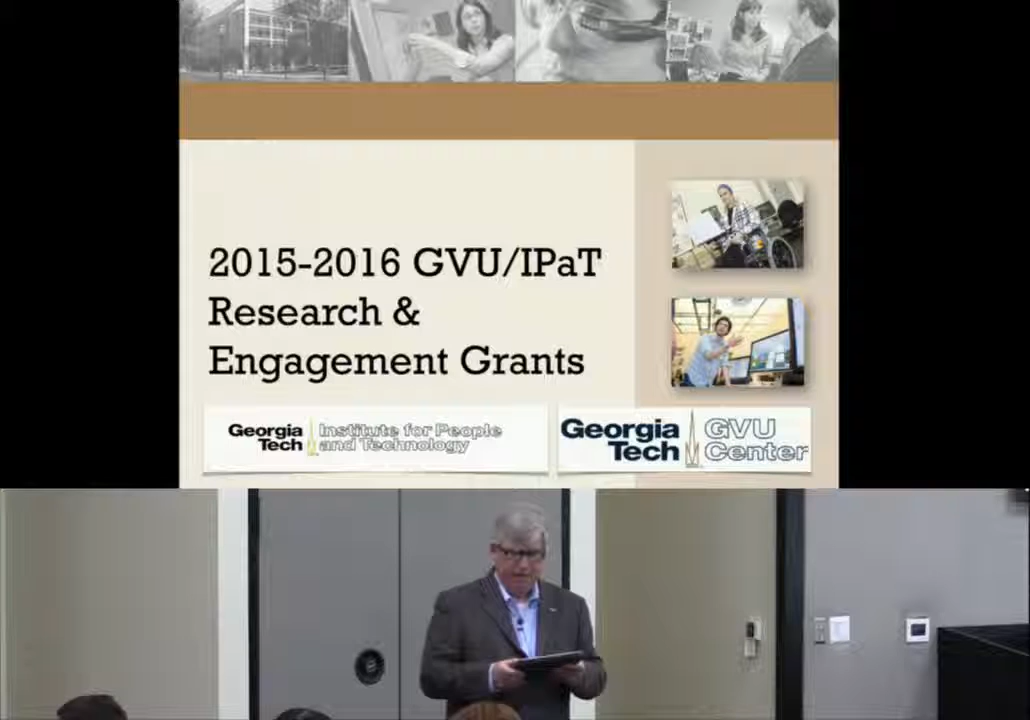 2015-2016 GVU/IPaT
Research &
Engagement Grants
Georgia Tech
Institute for People
and Technology
Georgia Tech
GVU
Center